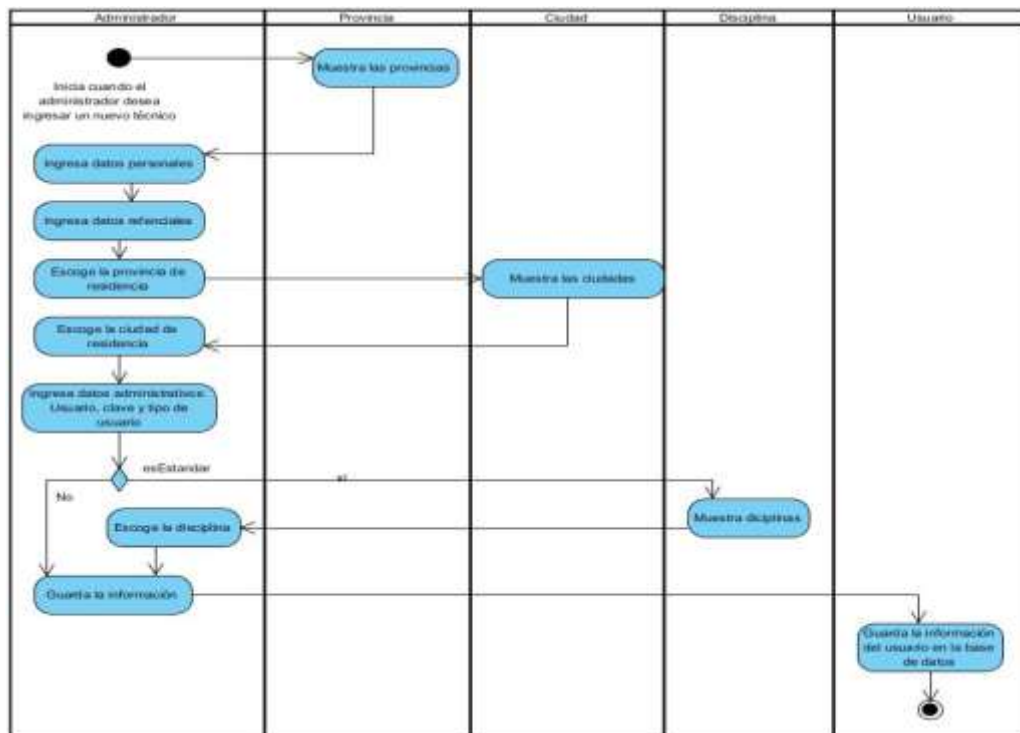 Administrador
Provincia
Ciudad
Disciplina
Usuario
Muestra las provincias
Inicia cuando el
administrador desea
ingresar un nuevo técnico
Ingresa datos personales
Ingresa datos refenciales
Escoge la provincia de
residencia
Muestra las ciudades
Escoge la ciudad de
residencia
Ingresa datos administrativos.
Usuario, clave y tipo de
usuario
esEstandar
si
No
Muestra diciplinas
Escoge la disciplina
Guarda la información
Guarda la información
del usuario en la base
de datos